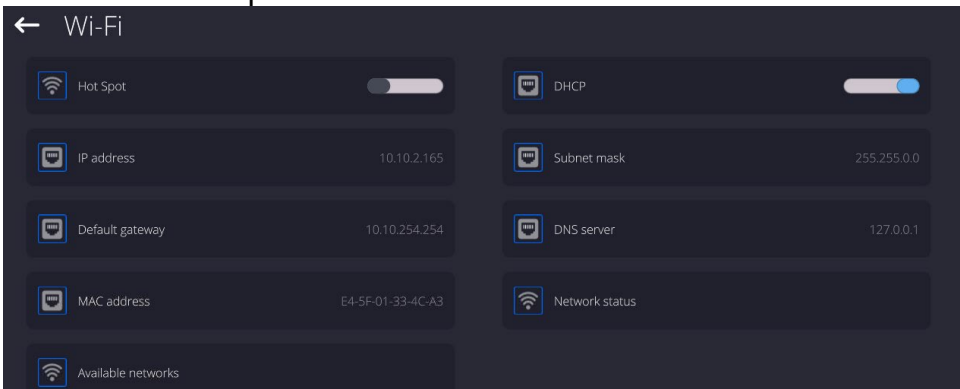 Wi-Fi
Hot Spot
DHCP
IP address 10.10.2.165
Subnet mask 255.255.0.0
Default gateway 10.10.254.254
DNS server 127.0.0.1
MAC address E4-5F-01-33-4C-A3
Network status
Available networks